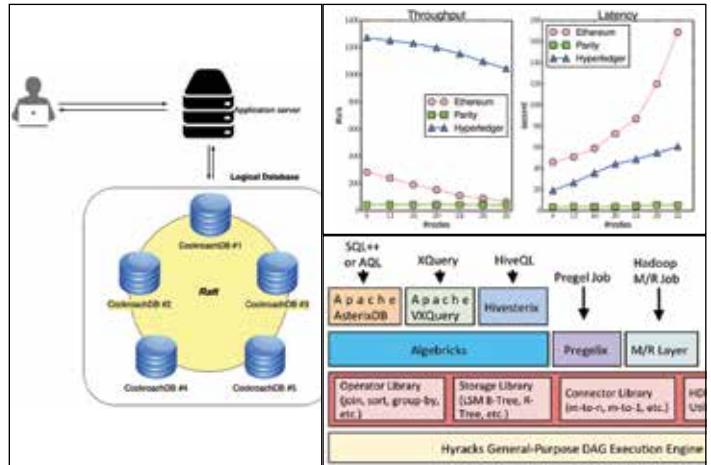 Application server
Logical Database
CockroachDB #1
CockroachDB #2
Raft
CockroachDB #3
CockroachDB #4
CockroachDB #5
Throughput
Ethereum
Parity
Hyperledger
#nodes
Latency
Ethereum
Parity
Hyperledger
second
#nodes
SQL++
or AQL
XQuery
HiveQL
Pregel Job
Hadoop
M/R Job
Apache
AsterixDB
Apache
VXQuery
Hivesterix
Algebricks
Pregelix
M/R Layer
Operator Library
(join, sort, group-by,
etc.)
Storage Library
(LSM B-Tree, R-
Tree, etc.)
Connector Library
(m-to-n, m-to-1, etc.)
HD
Util
Hyracks General-Purpose DAG Execution Engine